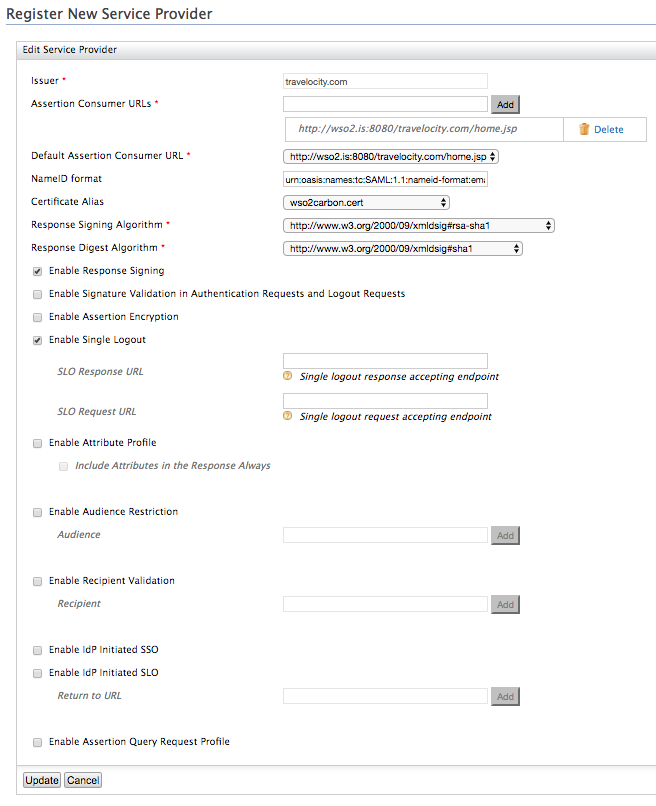 Register New Service Provider
Edit Service Provider
Issuer * travelocity.com
Assertion Consumer URLs * Add
http://wso2.is:8080/travelocity.com/home.jsp Delete
Default Assertion Consumer URL * http://wso2.is:8080/travelocity.com/home.jsp
NameID format urn:oasis:names:tc:SAML:1.1:nameid-format:ema
Certificate Alias wso2carbon.cert
Response Signing Algorithm * http://www.w3.org/2000/09/xmldsig#rsa-sha1
Response Digest Algorithm * http://www.w3.org/2000/09/xmldsig#sha1
Enable Response Signing
Enable Signature Validation in Authentication Requests and Logout Requests
Enable Assertion Encryption
Enable Single Logout
SLO Response URL
? Single logout response accepting endpoint
SLO Request URL
? Single logout request accepting endpoint
Enable Attribute Profile
Include Attributes in the Response Always
Enable Audience Restriction
Audience Add
Enable Recipient Validation
Recipient Add
Enable IdP Initiated SSO
Enable IdP Initiated SLO
Return to URL Add
Enable Assertion Query Request Profile
Update Cancel